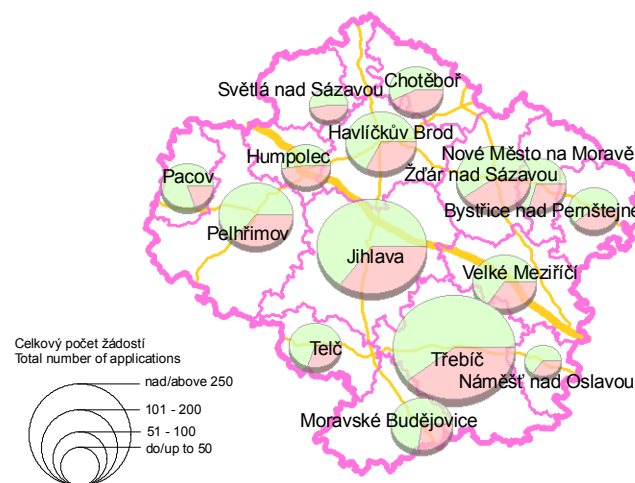 Chotěboř
Světlá nad Sázavou
Havlíčkův Brod
Humpolec
Nové Město na Moravě
Pacov
Žďár nad Sázavou
Bystřice nad Pernštejne
Pelhřimov
Jihlava
Velké Meziříčí
Telč
Třebíč
Náměšť nad Oslavou
Moravské Budějovice
Celkový počet žádostí
Total number of applications
nad/above 250
101 - 200
51 - 100
do/up to 50